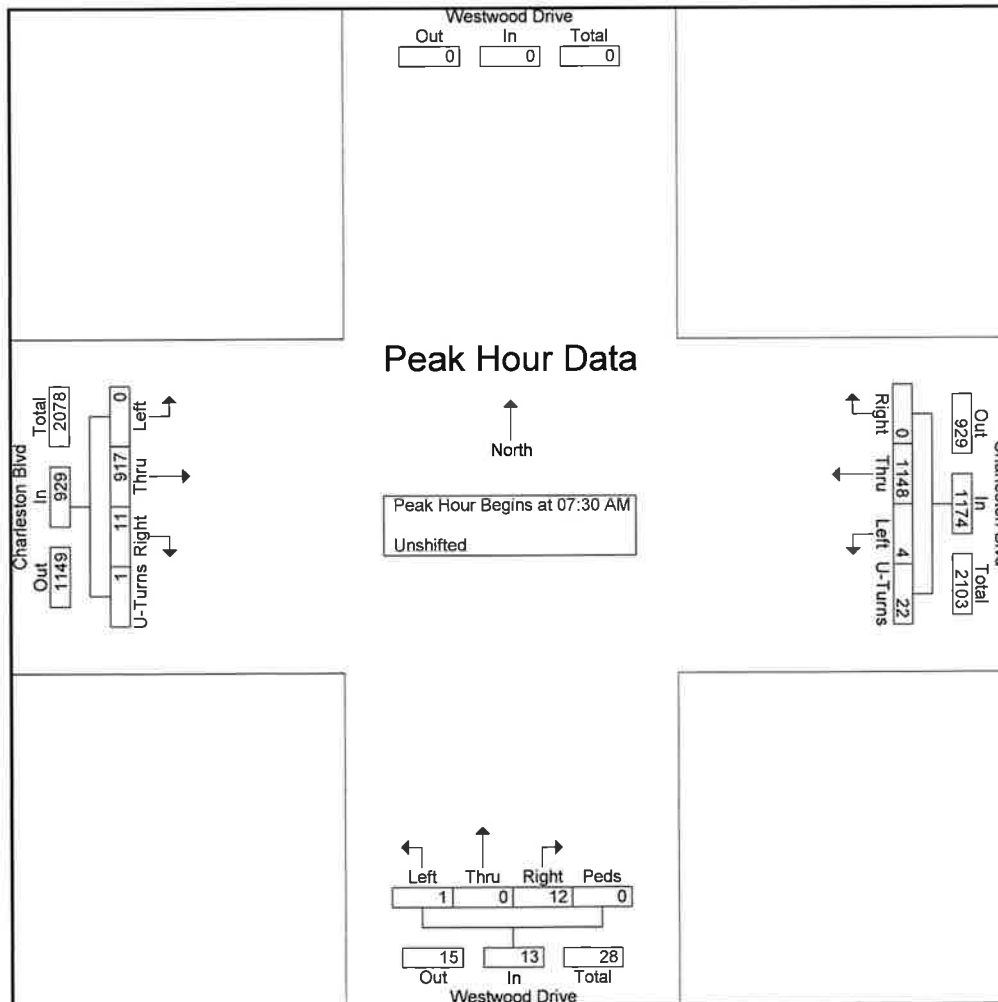 Westwood Drive
Out In Total
0 0 0
Peak Hour Data
North
Peak Hour Begins at 07:30 AM
Unshifted
Charleston Blvd
Total In Out
2078 929 1149
0 917 11 1
Left Thru Right U-Turns
Right Thru Left U-Turns
0 1148 4 22
Out In Total
929 1174 2103
Charleston Blvd
Left Thru Right Peds
1 0 12 0
15 13 28
Out In Total
Westwood Drive